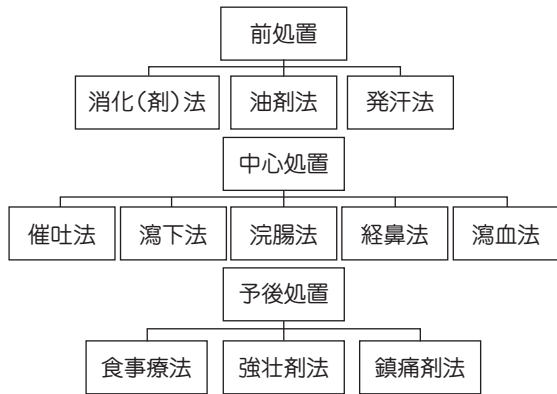 前処置
消化(剤)法 油剤法 発汗法
中心処置
催吐法 瀉下法 浣腸法 経鼻法 瀉血法
予後処置
食事療法 強壮剤法 鎮痛剤法